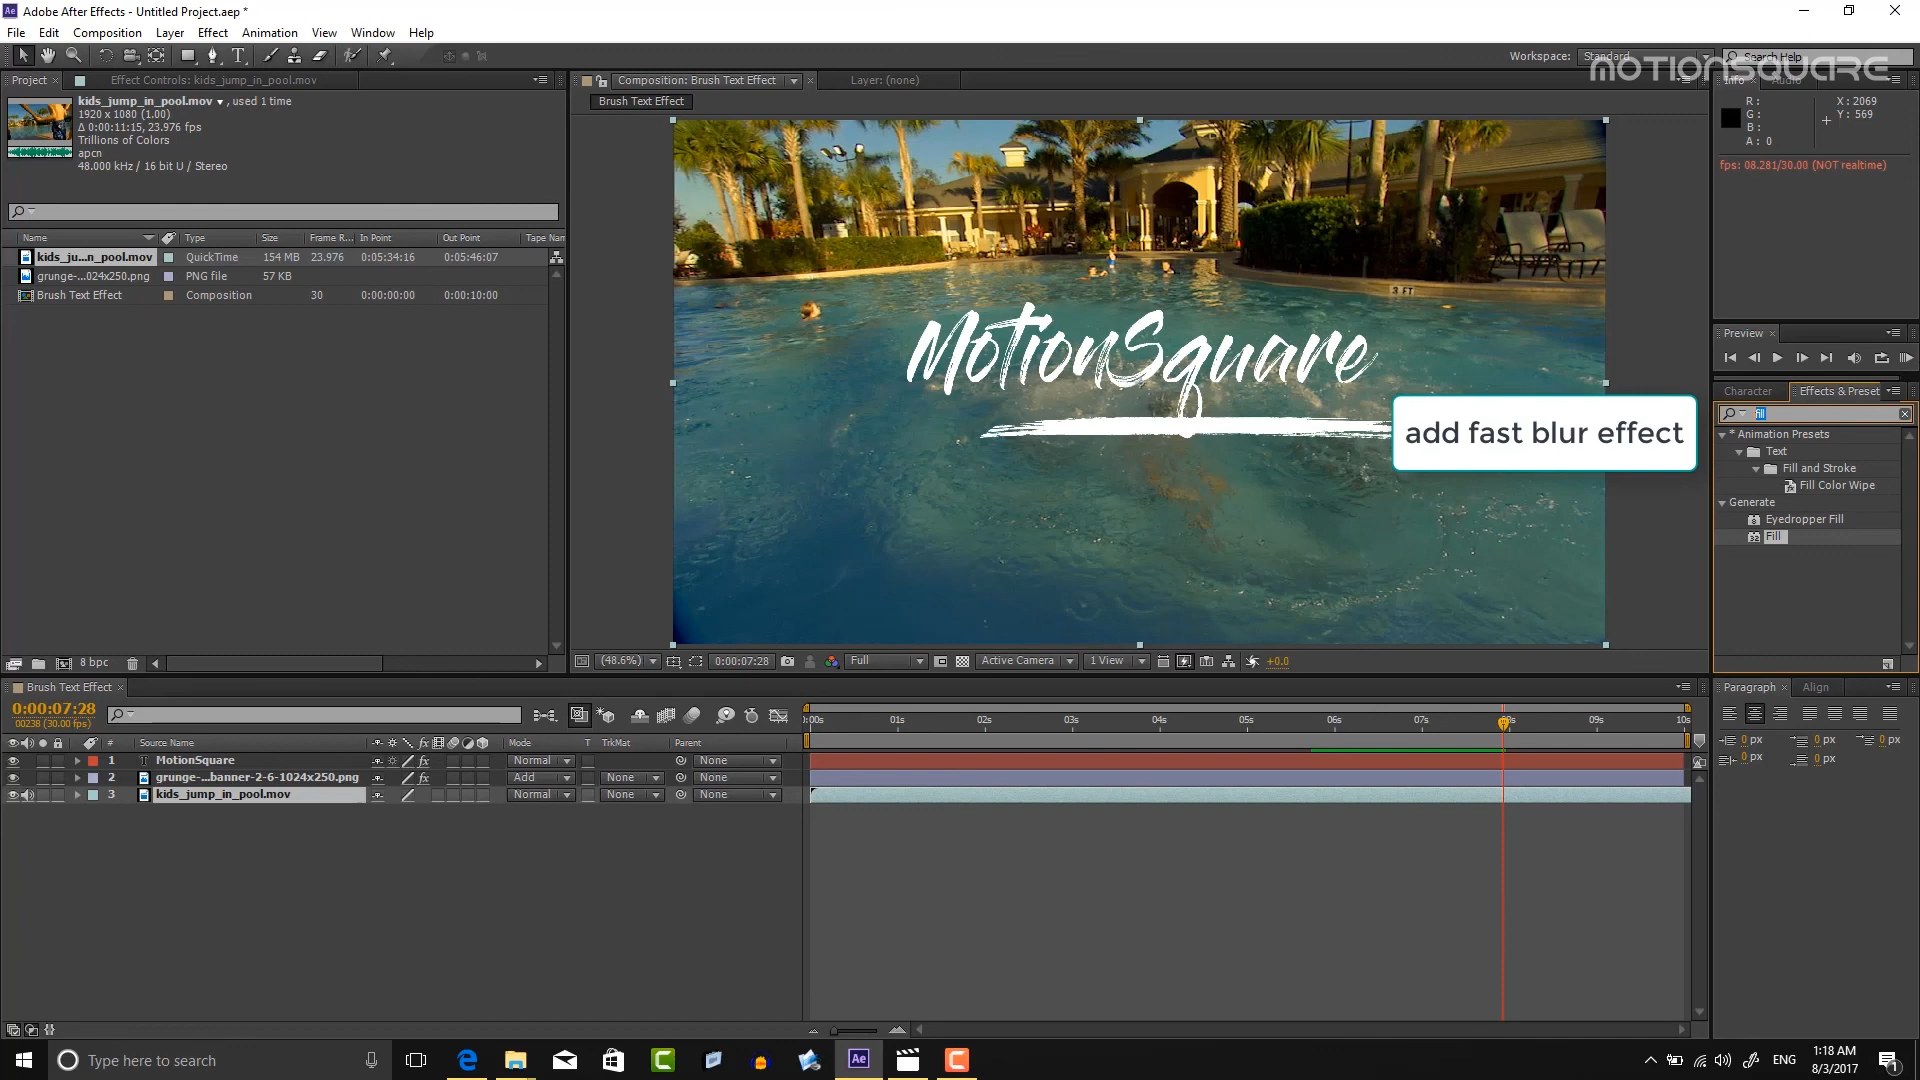 Adobe After Effects - Untitled Project.aep *
File Edit Composition Layer Effect Animation View Window Help
Workspace: Standard
Search Help
MOTIONSQUARE
Project
Effect Controls: kids_jump_in_pool.mov
kids_jump_in_pool.mov , used 1 time
1920 x 1080 (1.00)
Δ 0:00:11:15, 23.976 fps
Trillions of Colors
apcn
48.000 kHz / 16 bit U / Stereo
Name Type Size Frame R... In Point Out Point Tape Nam
kids_ju...n_pool.mov QuickTime 154 MB 23.976 0:05:34:16 0:05:46:07
grunge-...024x250.png PNG file 57 KB
Brush Text Effect Composition 30 0:00:00:00 0:00:10:00
8 bpc
Composition: Brush Text Effect
Layer: (none)
Brush Text Effect
3 FT
MotionSquare
add fast blur effect
(48.6%) 0:00:07:28 Full Active Camera 1 View +0.0
Info Audio
R:
G:
B:
A: 0
X: 2069
Y: 569
fps: 08.281/30.00 (NOT realtime)
Preview
Character Effects & Preset
fill
* Animation Presets
Text
Fill and Stroke
Fill Color Wipe
Generate
Eyedropper Fill
Fill
Brush Text Effect
0:00:07:28
00238 (30.00 fps)
# Source Name Mode T TrkMat Parent
1 MotionSquare Normal None
2 grunge-...banner-2-6-1024x250.png Add None None
3 kids_jump_in_pool.mov Normal None None
0:00s 01s 02s 03s 04s 05s 06s 07s 8s 09s 10s
Paragraph Align
0 px 0 px 0 px
0 px 0 px
Type here to search
ENG
1:18 AM
8/3/2017
1